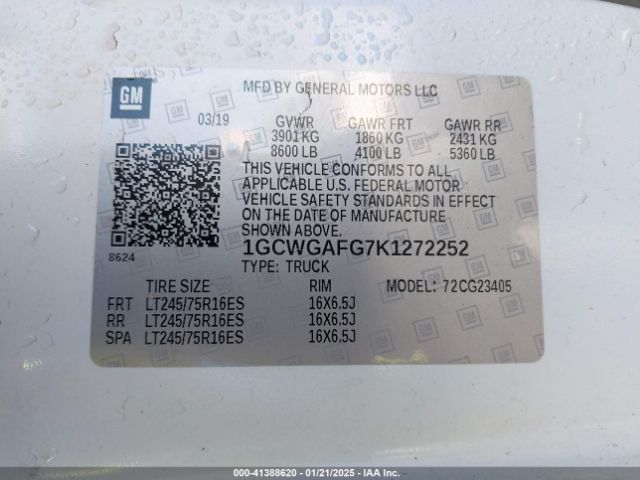 GM
MFD BY GENERAL MOTORS LLC
03/19 GVWR GAWR FRT GAWR RR
3901 KG 1860 KG 2431 KG
8600 LB 4100 LB 5360 LB
THIS VEHICLE CONFORMS TO ALL
APPLICABLE U.S. FEDERAL MOTOR
VEHICLE SAFETY STANDARDS IN EFFECT
ON THE DATE OF MANUFACTURE
SHOWN ABOVE.
8624 1GCWGAFG7K1272252
TYPE: TRUCK
TIRE SIZE RIM MODEL: 72CG23405
FRT LT245/75R16ES 16X6.5J
RR LT245/75R16ES 16X6.5J
SPA LT245/75R16ES 16X6.5J
000-41388620 - 01/21/2025 - IAA Inc.